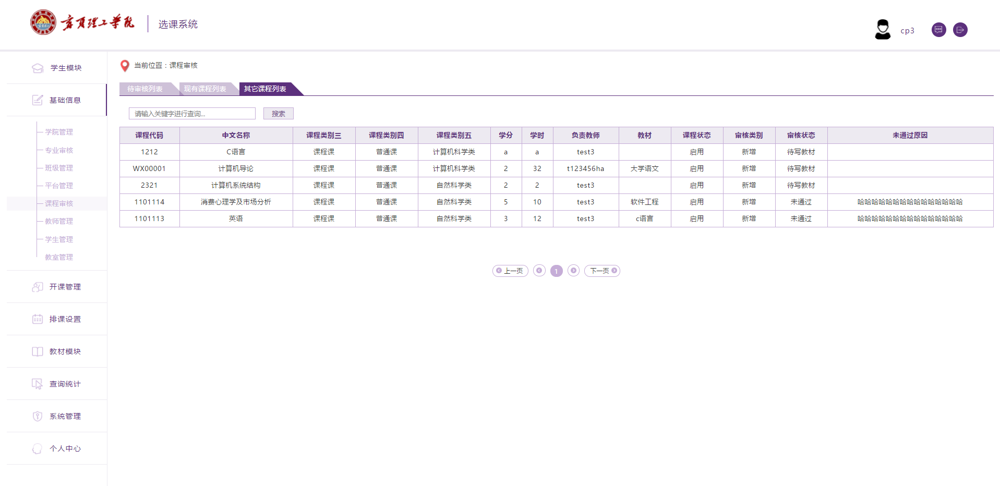 宁夏理工学院 选课系统
cp3
学生模块
基础信息
学院管理
专业审核
班级管理
平台管理
课程审核
教师管理
学生管理
教室管理
开课管理
排课设置
教材模块
查询统计
系统管理
个人中心
当前位置：课程审核
待审核列表 现有课程列表 其它课程列表
请输入关键字进行查询... 搜索
课程代码 中文名称 课程类别三 课程类别四 课程类别五 学分 学时 负责教师 教材 课程状态 审核类别 审核状态 未通过原因
1212 C语言 课程课 普通课 计算机科学类 a a test3 启用 新增 待写教材
WX00001 计算机导论 课程课 普通课 计算机科学类 2 32 t123456ha 大学语文 启用 新增 待写教材
2321 计算机系统结构 课程课 普通课 自然科学类 2 2 test3 启用 新增 待写教材
1101114 消费心理学及市场分析 课程课 普通课 自然科学类 5 10 test3 软件工程 启用 新增 未通过 哈哈哈哈哈哈哈哈哈哈哈哈哈哈哈
1101113 英语 课程课 普通课 自然科学类 3 12 test3 c语言 启用 新增 未通过 哈哈哈哈哈哈哈哈哈哈哈哈哈哈哈
上一页 1 下一页